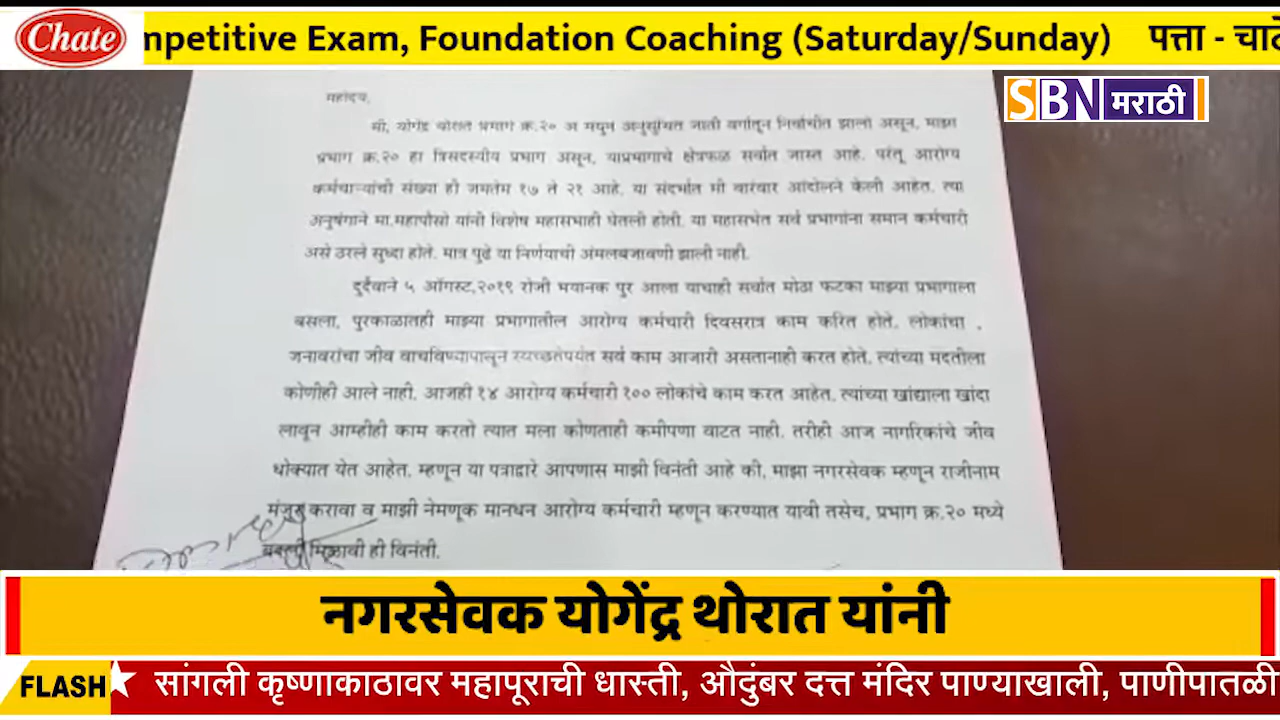 Chate
mpetitive Exam, Foundation Coaching (Saturday/Sunday) पत्ता - चाटे
SBN मराठी
महोदय,
मी, योगेंद्र थोरात प्रभाग क्र.२० अ मधुन अनुसुचित जाती वर्गातून निर्वाचीत झालो असून, माझा
प्रभाग क्र.२० हा त्रिसदस्यीय प्रभाग असून, याप्रभागाचे क्षेत्रफळ सर्वात जास्त आहे. परंतू आरोग्य
कर्मचाऱ्यांची संख्या ही जमतेम १७ ते २१ आहे. या संदर्भात मी वारंवार आंदोलने केली आहेत. त्या
अनुषंगाने मा.महापौसो यांनी विशेष महासभाही घेतली होती. या महासभेत सर्व प्रभागांना समान कर्मचारी
असे ठरले सुध्दा होते. मात्र पुढे या निर्णयाची अंमलबजावणी झाली नाही.
दुर्दैवाने ५ ऑगस्ट,२०१९ रोजी भयानक पुर आला याचाही सर्वात मोठा फटका माझ्या प्रभागाला
बसला. पुरकाळातही माझ्या प्रभागातील आरोग्य कर्मचारी दिवसरात्र काम करित होते. लोकांचा .
जनावरांचा जीव वाचविण्यापासून स्वच्छतेपर्यंत सर्व काम आजारी असतानाही करत होते. त्यांच्या मदतीला
कोणीही आले नाही. आजही १४ आरोग्य कर्मचारी १०० लोकांचे काम करत आहेत. त्यांच्या खांद्याला खांदा
लावून आम्हीही काम करतो त्यात मला कोणताही कमीपणा वाटत नाही. तरीही आज नागरिकांचे जीव
धोक्यात येत आहेत. म्हणून या पत्राद्वारे आपणास माझी विनंती आहे की, माझा नगरसेवक म्हणून राजीनाम
मंजूर करावा व माझी नेमणूक मानधन आरोग्य कर्मचारी म्हणून करण्यात यावी तसेच, प्रभाग क्र.२० मध्ये
बदली मिळावी ही विनंती.
नगरसेवक योगेंद्र थोरात यांनी
FLASH सांगली कृष्णाकाठावर महापूराची धास्ती, औदुंबर दत्त मंदिर पाण्याखाली, पाणीपातळी